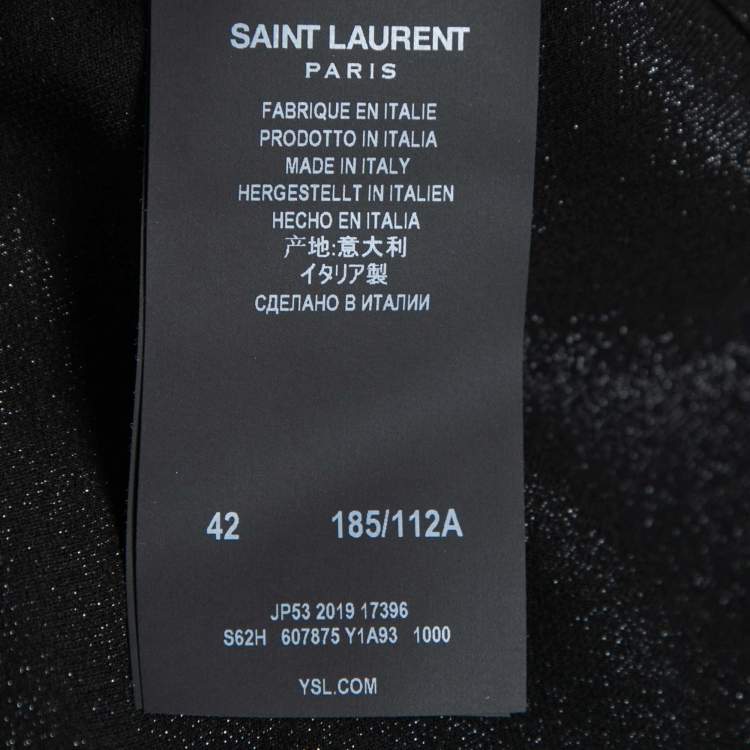 SAINT LAURENT
PARIS
FABRIQUE EN ITALIE
PRODOTTO IN ITALIA
MADE IN ITALY
HERGESTELLT IN ITALIEN
HECHO EN ITALIA
产地:意大利
イタリア製
СДЕЛАНО В ИТАЛИИ
42 185/112A
JP53 2019 17396
S62H 607875 Y1A93 1000
YSL.COM